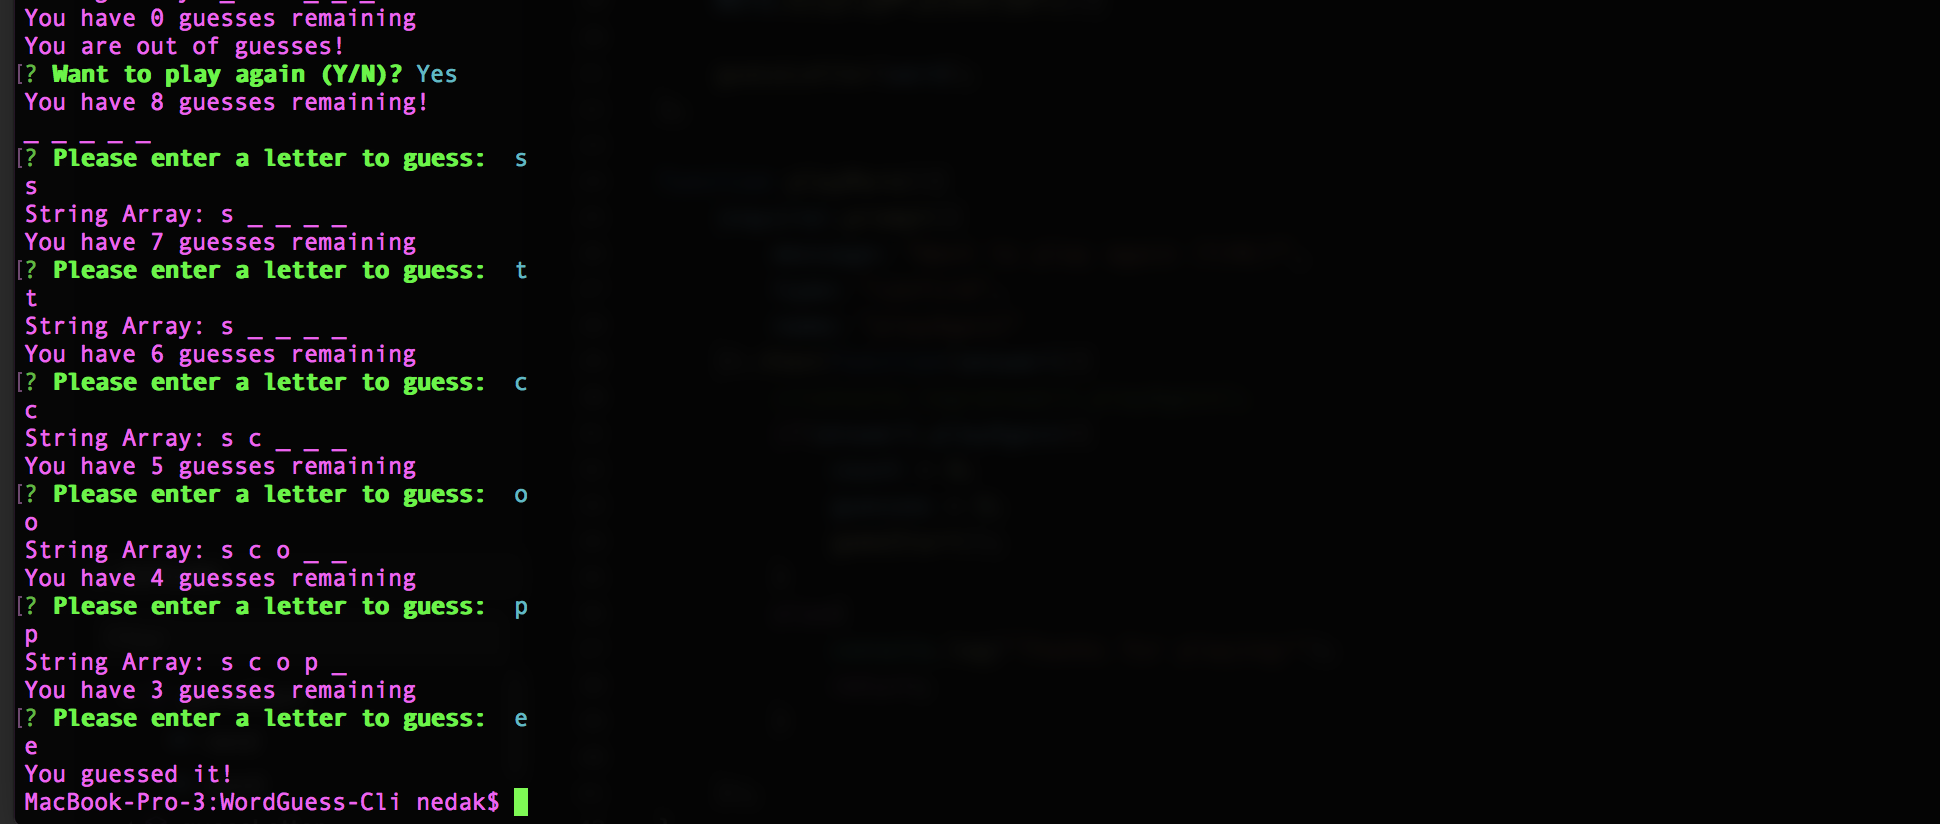 You have 0 guesses remaining
You are out of guesses!
[? Want to play again (Y/N)? Yes
You have 8 guesses remaining!
_ _ _ _ _
[? Please enter a letter to guess:  s
s
String Array: s _ _ _ _
You have 7 guesses remaining
[? Please enter a letter to guess:  t
t
String Array: s _ _ _ _
You have 6 guesses remaining
[? Please enter a letter to guess:  c
c
String Array: s c _ _ _
You have 5 guesses remaining
[? Please enter a letter to guess:  o
o
String Array: s c o _ _
You have 4 guesses remaining
[? Please enter a letter to guess:  p
p
String Array: s c o p _
You have 3 guesses remaining
[? Please enter a letter to guess:  e
e
You guessed it!
MacBook-Pro-3:WordGuess-Cli nedak$